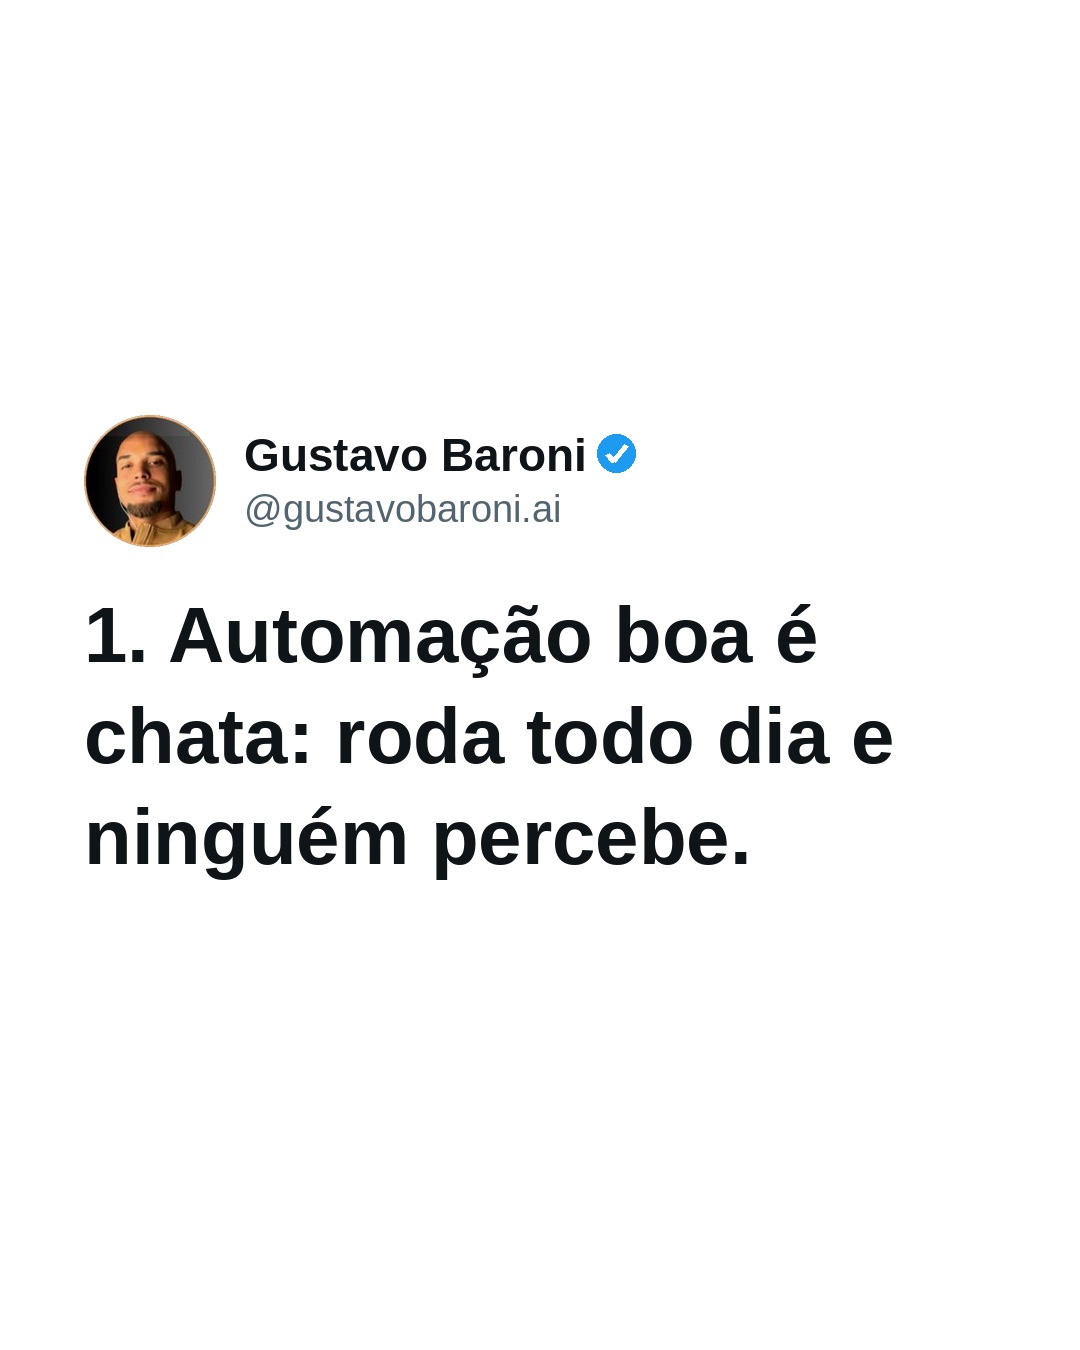 Gustavo Baroni
@gustavobaroni.ai
1. Automação boa é
chata: roda todo dia e
ninguém percebe.